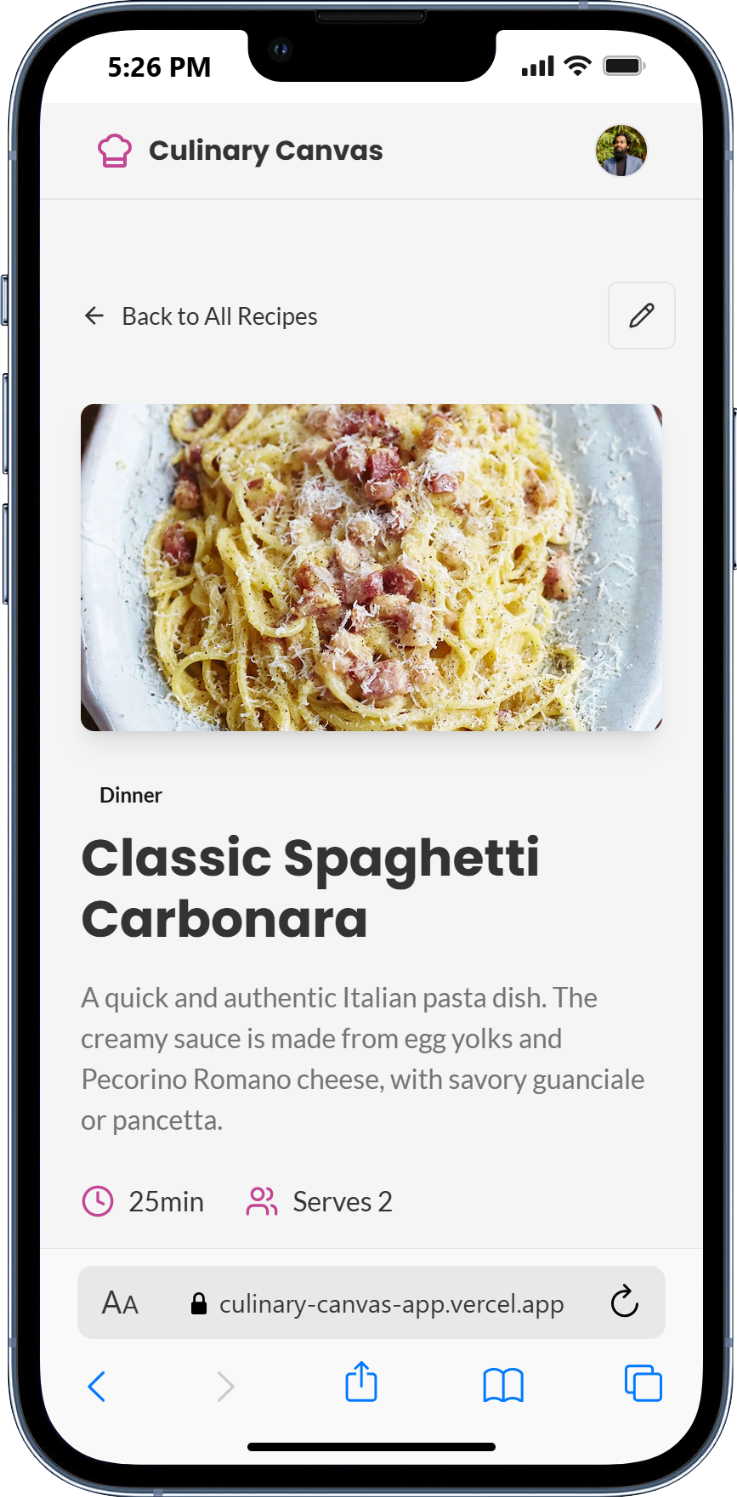 5:26 PM
Culinary Canvas
Back to All Recipes
Dinner
Classic Spaghetti
Carbonara
A quick and authentic Italian pasta dish. The
creamy sauce is made from egg yolks and
Pecorino Romano cheese, with savory guanciale
or pancetta.
25min Serves 2
AA culinary-canvas-app.vercel.app